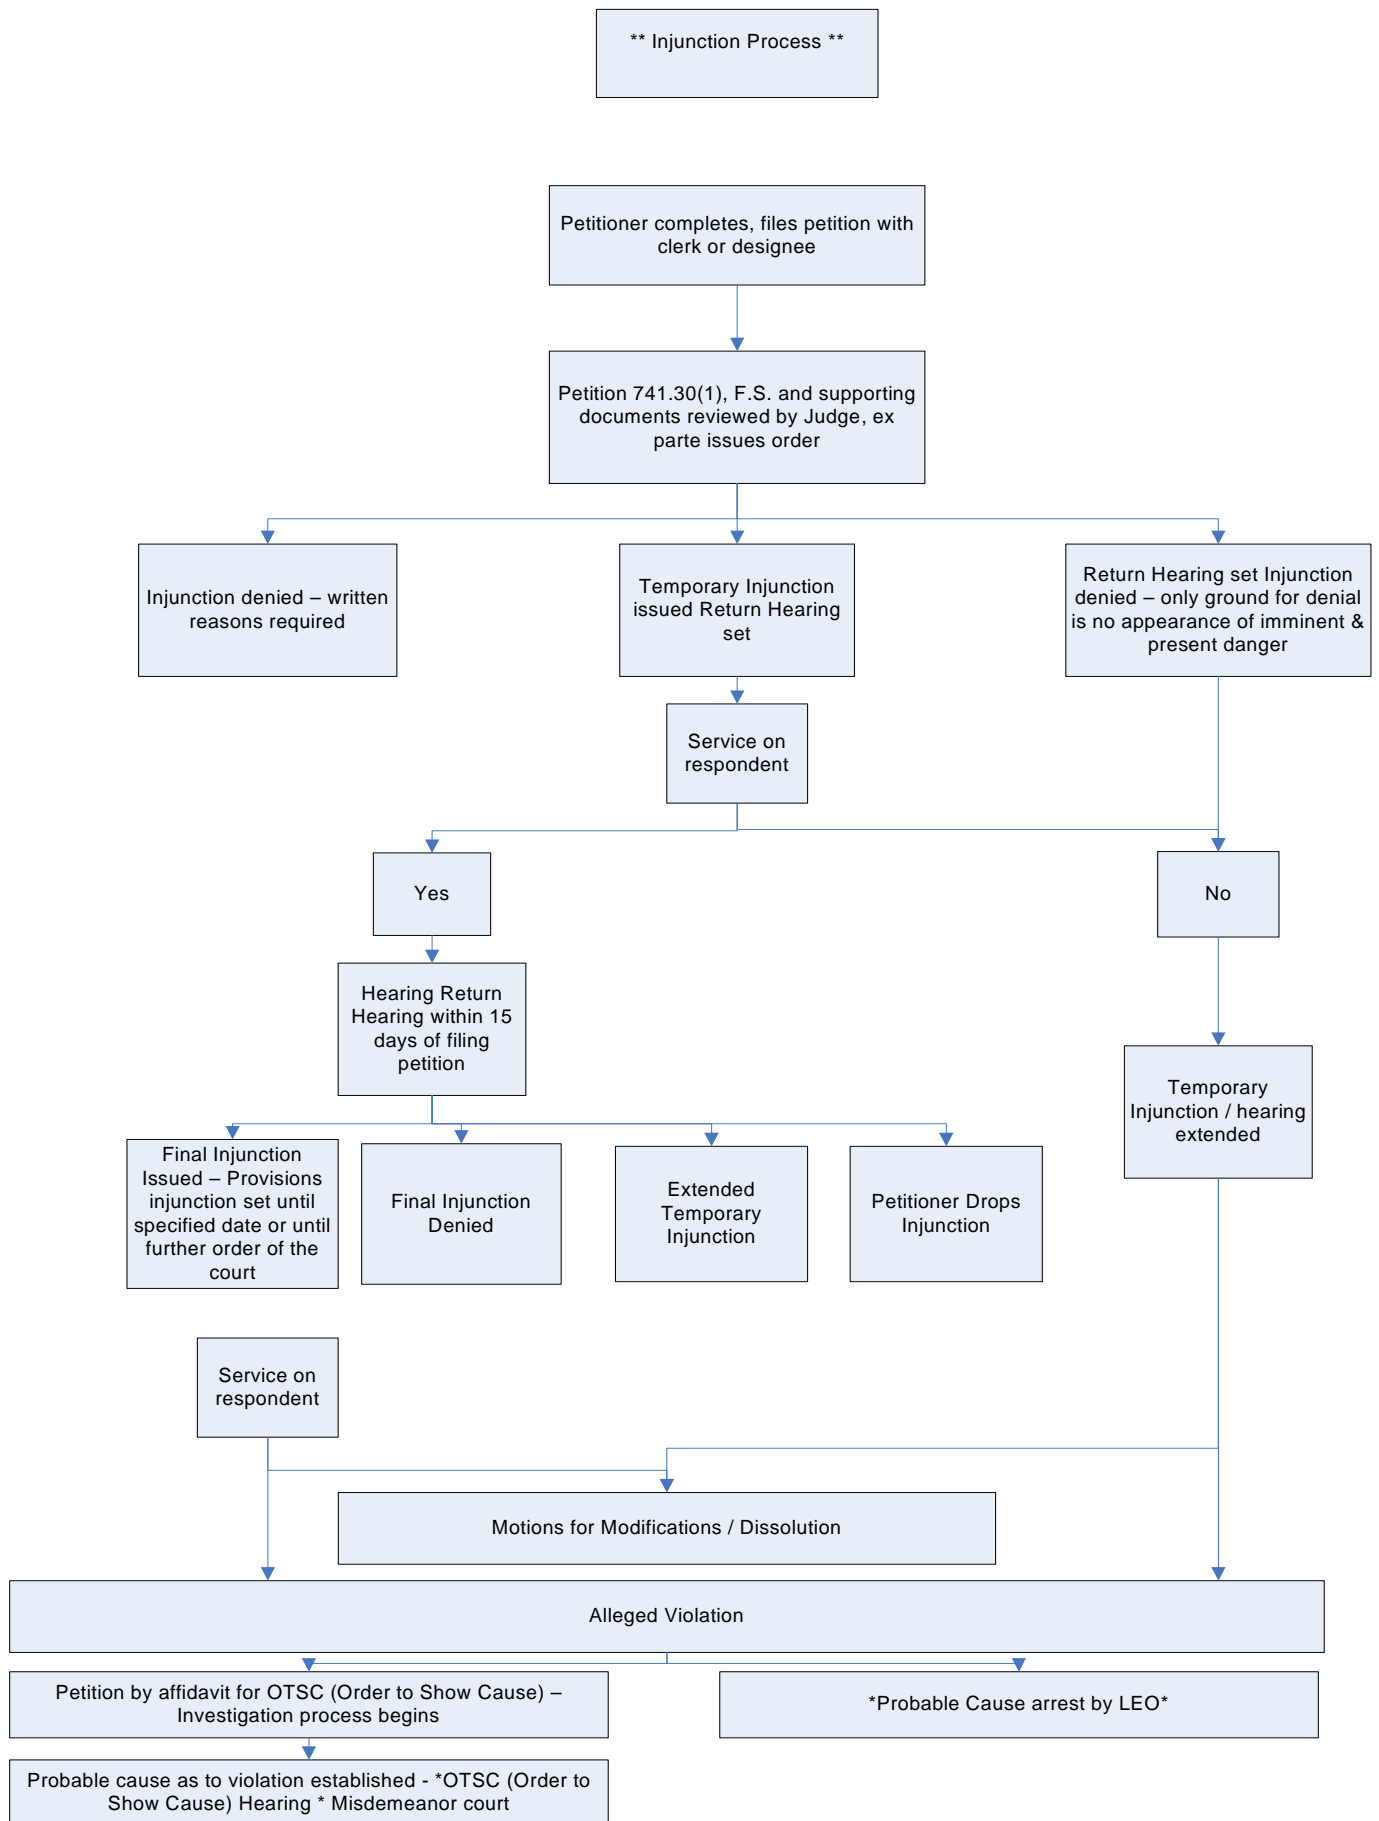 ** Injunction Process **
Petitioner completes, files petition with
clerk or designee
Petition 741.30(1), F.S. and supporting
documents reviewed by Judge, ex
parte issues order
Injunction denied – written
reasons required
Temporary Injunction
issued Return Hearing
set
Return Hearing set Injunction
denied – only ground for denial
is no appearance of imminent &
present danger
Service on
respondent
Yes
No
Hearing Return
Hearing within 15
days of filing
petition
Temporary
Injunction / hearing
extended
Final Injunction
Issued – Provisions
injunction set until
specified date or until
further order of the
court
Final Injunction
Denied
Extended
Temporary
Injunction
Petitioner Drops
Injunction
Service on
respondent
Motions for Modifications / Dissolution
Alleged Violation
Petition by affidavit for OTSC (Order to Show Cause) –
Investigation process begins
*Probable Cause arrest by LEO*
Probable cause as to violation established - *OTSC (Order to
Show Cause) Hearing * Misdemeanor court